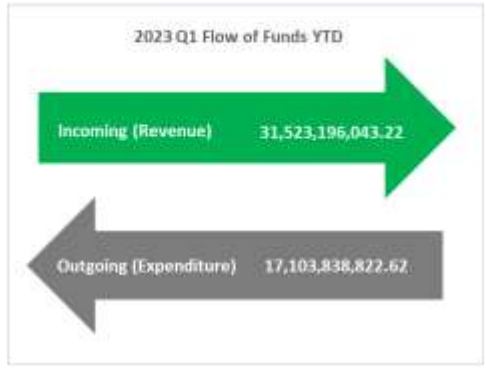 2023 Q1 Flow of Funds YTD
Incoming (Revenue) 31,523,196,043.22
Outgoing (Expenditure) 17,103,838,822.62